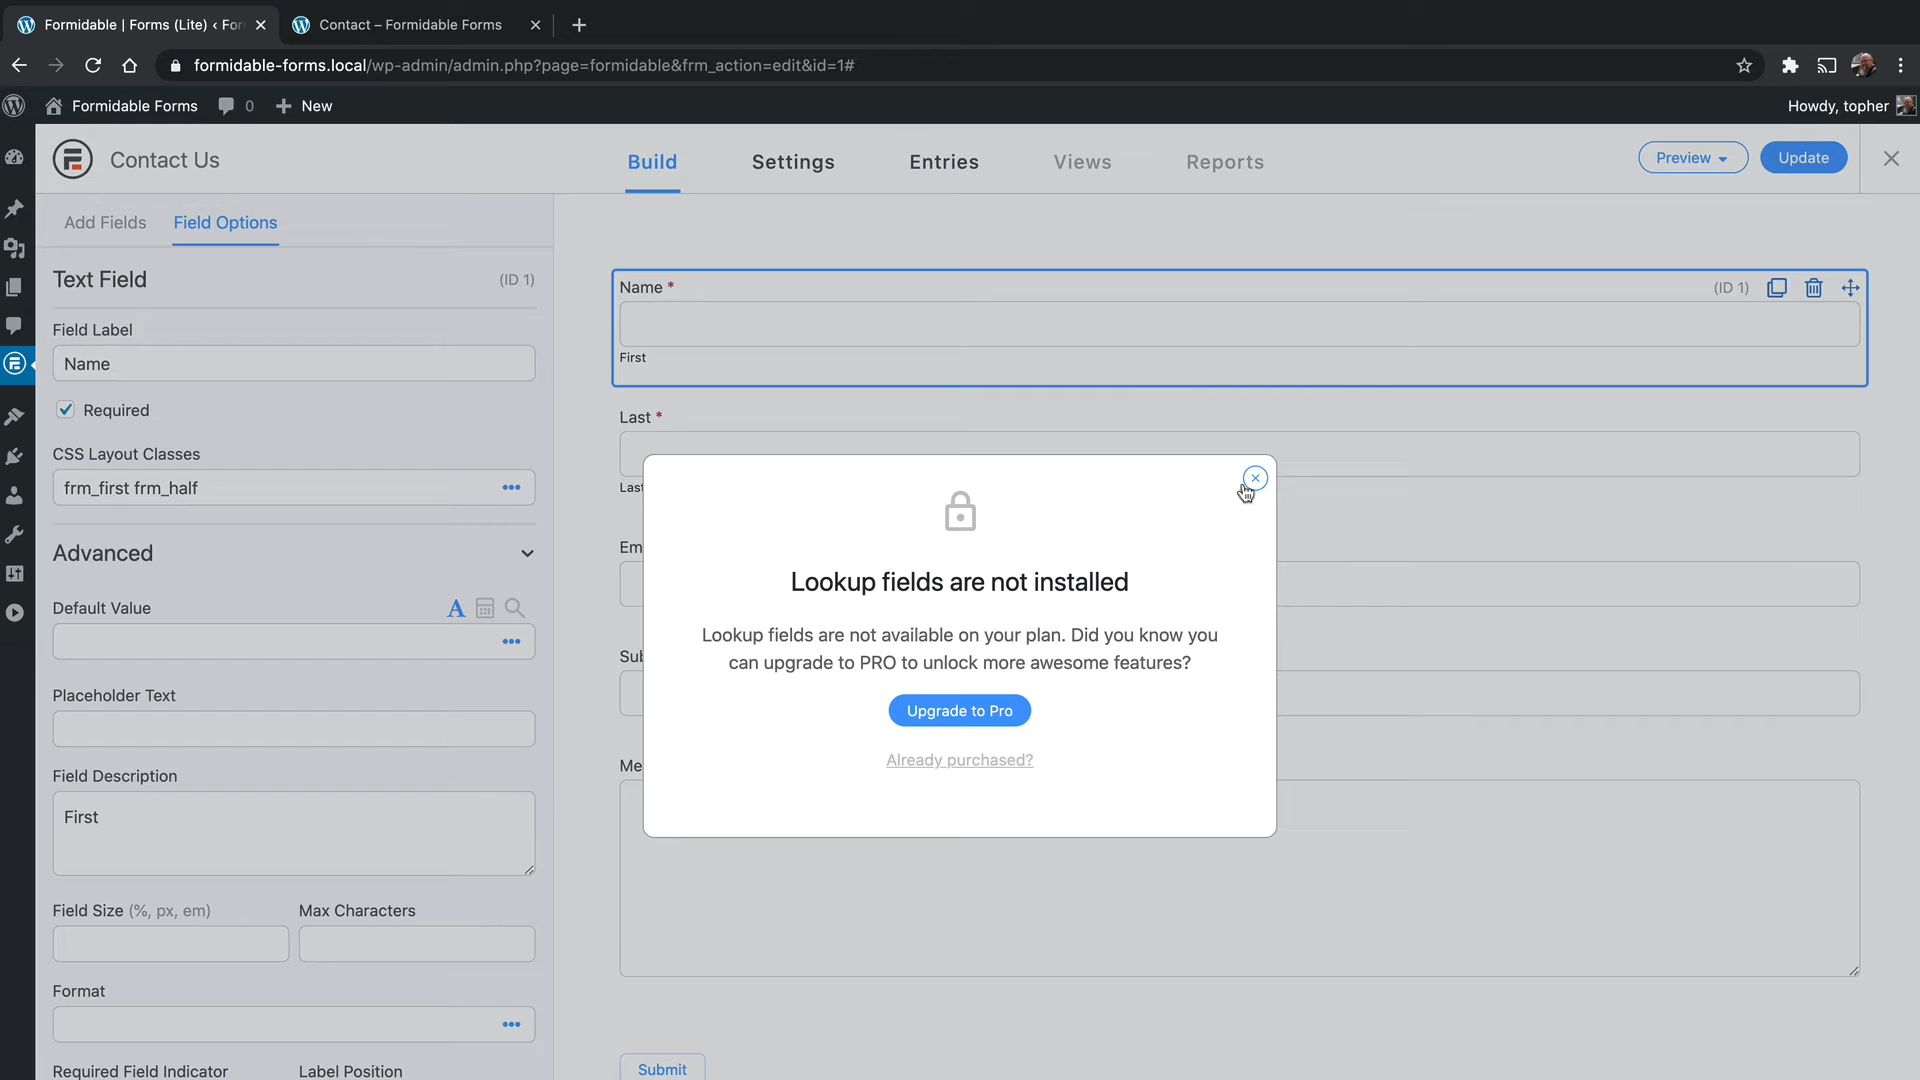 Formidable | Forms (Lite) ‹ For
Contact – Formidable Forms
formidable-forms.local/wp-admin/admin.php?page=formidable&frm_action=edit&id=1#
Formidable Forms
0
New
Howdy, topher
Contact Us
Build
Settings
Entries
Views
Reports
Preview
Update
Add Fields
Field Options
Text Field
(ID 1)
Field Label
Name
Required
CSS Layout Classes
frm_first frm_half
Advanced
Default Value
Placeholder Text
Field Description
First
Field Size (%, px, em)
Max Characters
Format
Required Field Indicator
Label Position
Name *
(ID 1)
First
Last *
Last
Em
Sub
Me
Submit
Lookup fields are not installed
Lookup fields are not available on your plan. Did you know you
can upgrade to PRO to unlock more awesome features?
Upgrade to Pro
Already purchased?